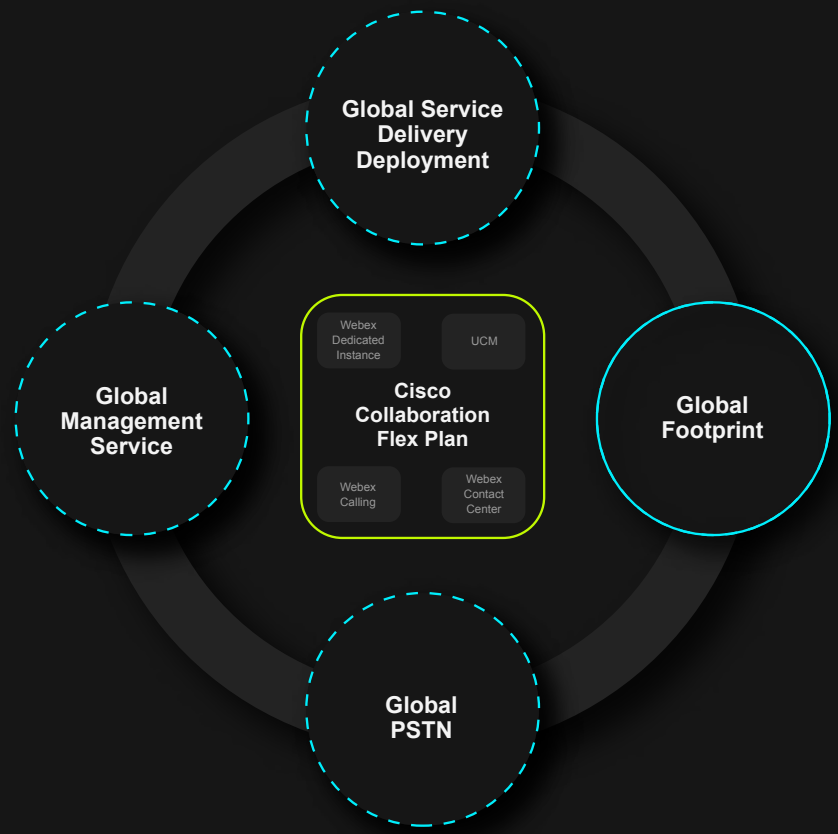 Global Service
Delivery
Deployment
Global
Management
Service
Webex
Dedicated
Instance
UCM
Cisco
Collaboration
Flex Plan
Webex
Calling
Webex
Contact
Center
Global
Footprint
Global
PSTN